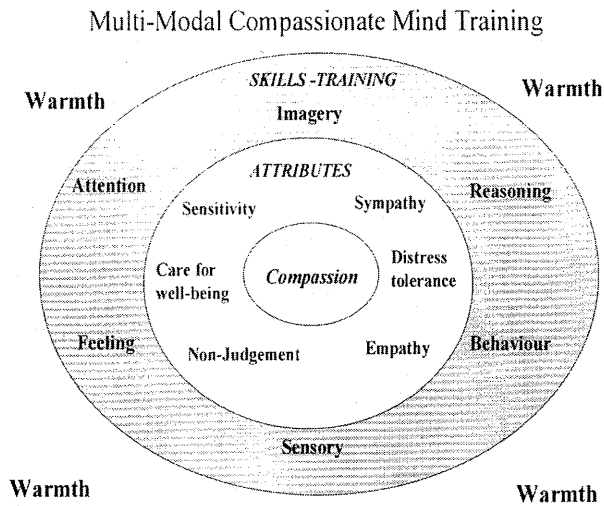 Multi-Modal Compassionate Mind Training
SKILLS -TRAINING
Warmth
Warmth
Imagery
ATTRIBUTES
Attention
Reasoning
Sensitivity
Sympathy
Care for
well-being
Compassion
Distress
tolerance
Feeling
Non-Judgement
Empathy
Behaviour
Sensory
Warmth
Warmth